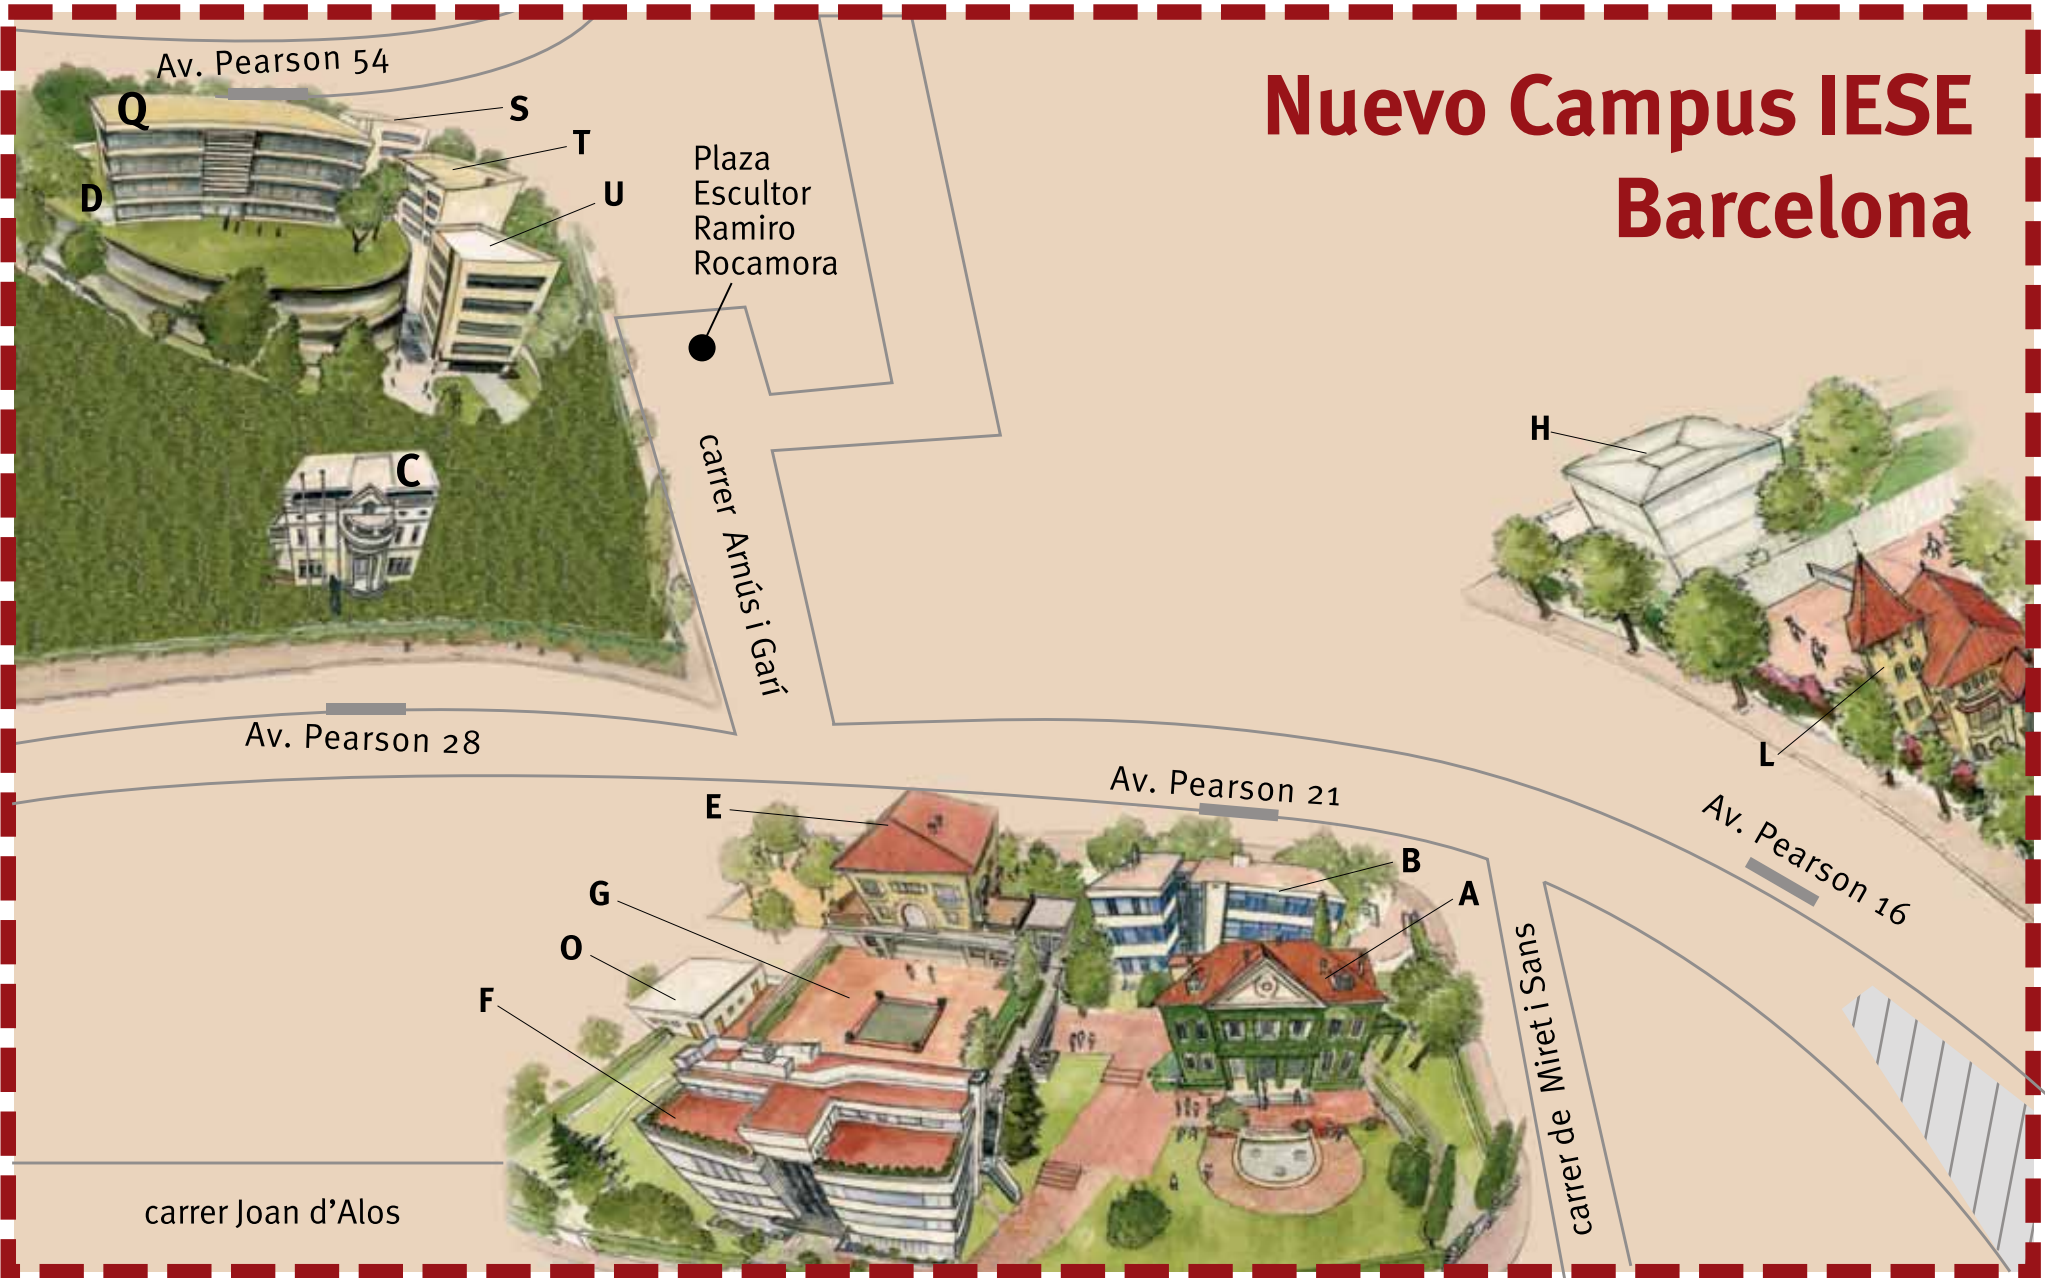 Av. Pearson 54
Nuevo Campus IESE
Barcelona
Q
S
T
D
U
Plaza
Escultor
Ramiro
Rocamora
H
C
carrer Arnús i Garí
Av. Pearson 28
L
Av. Pearson 21
Av. Pearson 16
E
B
G
A
O
F
carrer de Miret i Sans
carrer Joan d'Alos